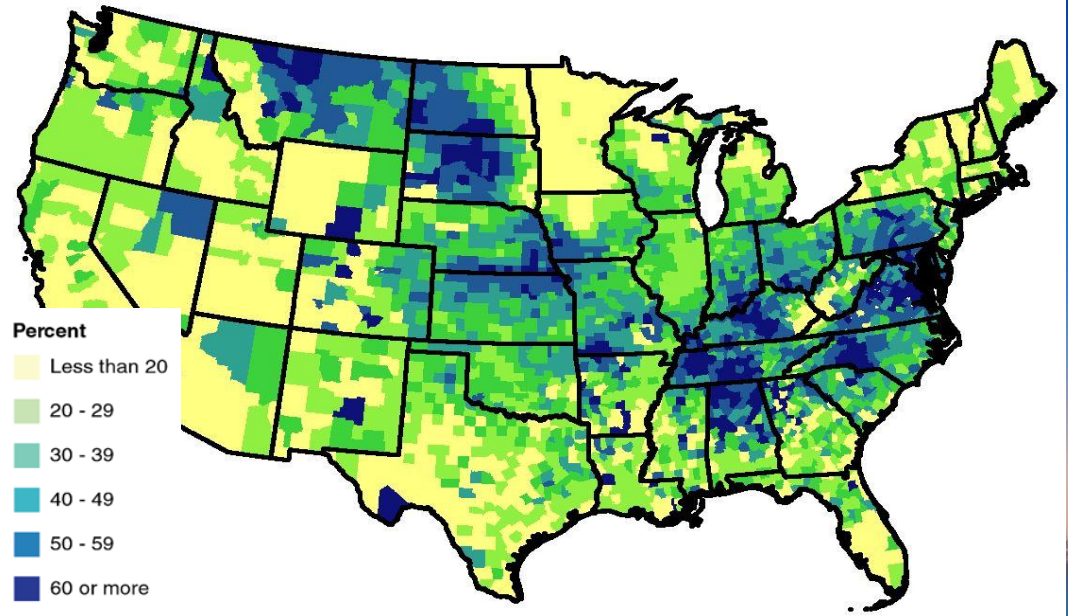 Percent
Less than 20
20 - 29
30 - 39
40 - 49
50 - 59
60 or more